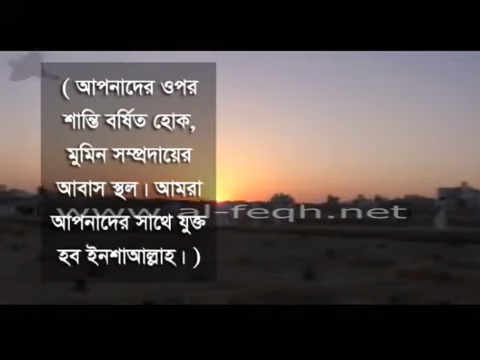 ( আপনাদের ওপর
শান্তি বর্ষিত হোক,
মুমিন সম্প্রদায়ের
আবাস স্থল। আমরা
www.al-feqh.net
আপনাদের সাথে যুক্ত
হব ইনশাআল্লাহ। )